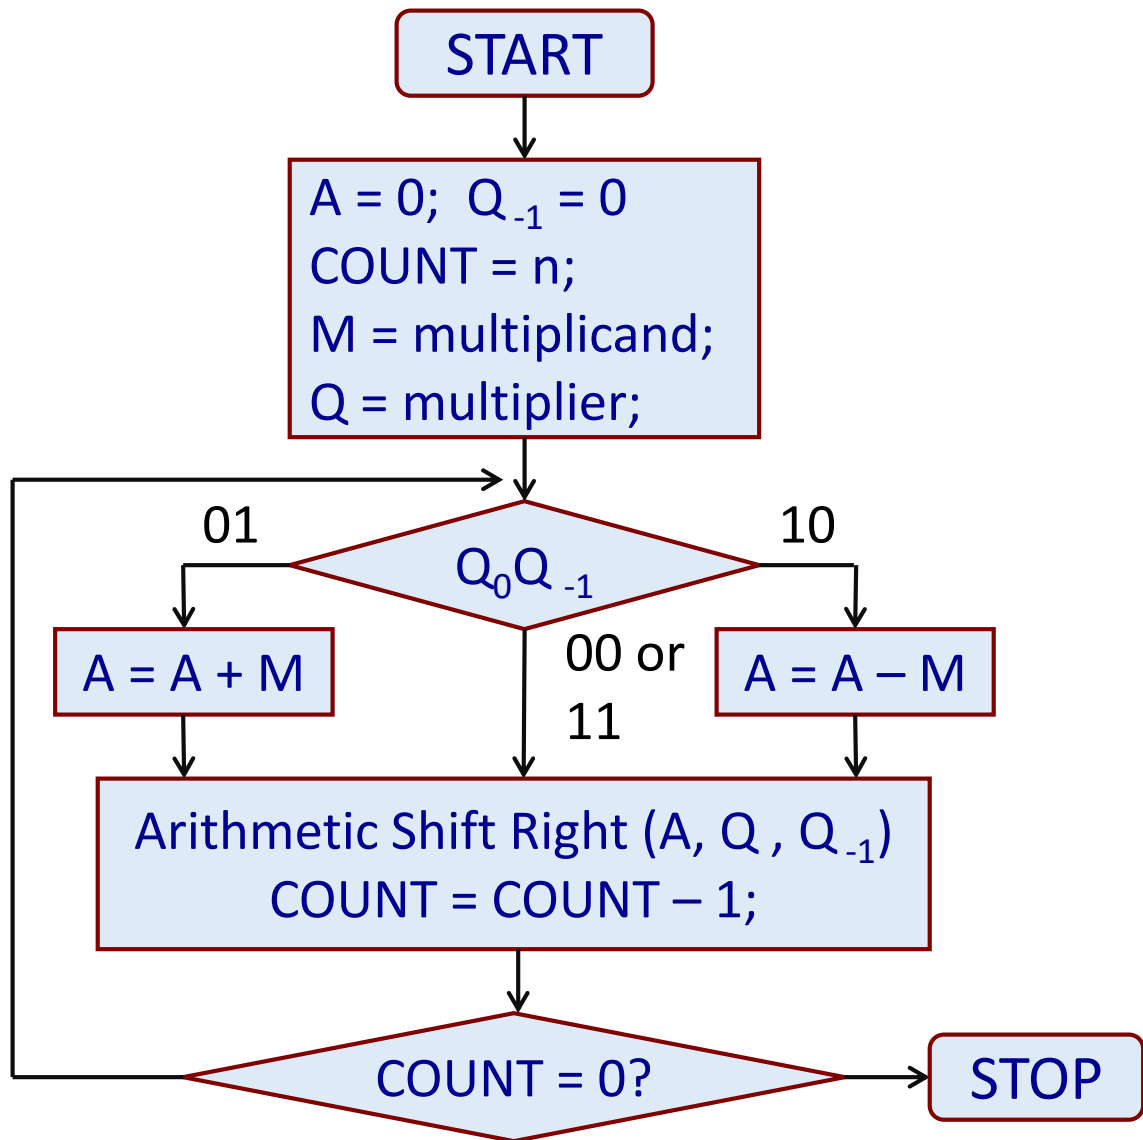 START
A = 0; Q₋₁ = 0
COUNT = n;
M = multiplicand;
Q = multiplier;
01
10
Q₀Q₋₁
00 or
11
A = A + M
A = A – M
Arithmetic Shift Right (A, Q , Q₋₁)
COUNT = COUNT – 1;
COUNT = 0?
STOP